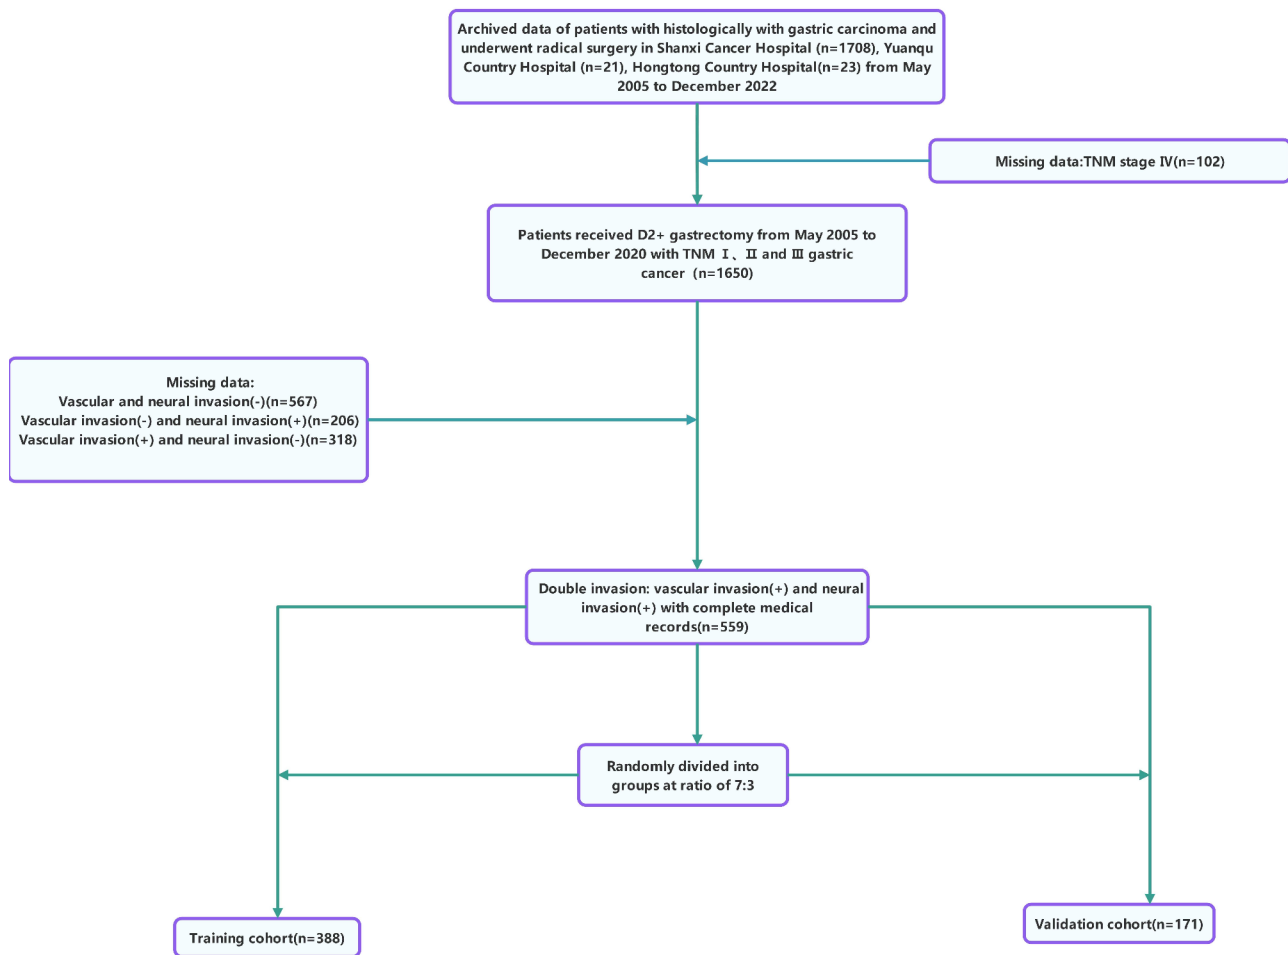 Archived data of patients with histologically with gastric carcinoma and
underwent radical surgery in Shanxi Cancer Hospital (n=1708), Yuanqu
Country Hospital (n=21), Hongtong Country Hospital(n=23) from May
2005 to December 2022
Missing data:TNM stage Ⅳ(n=102)
Patients received D2+ gastrectomy from May 2005 to
December 2020 with TNM Ⅰ、Ⅱ and Ⅲ gastric
cancer (n=1650)
Missing data:
Vascular and neural invasion(-)(n=567)
Vascular invasion(-) and neural invasion(+)(n=206)
Vascular invasion(+) and neural invasion(-)(n=318)
Double invasion: vascular invasion(+) and neural
invasion(+) with complete medical
records(n=559)
Randomly divided into
groups at ratio of 7:3
Training cohort(n=388)
Validation cohort(n=171)